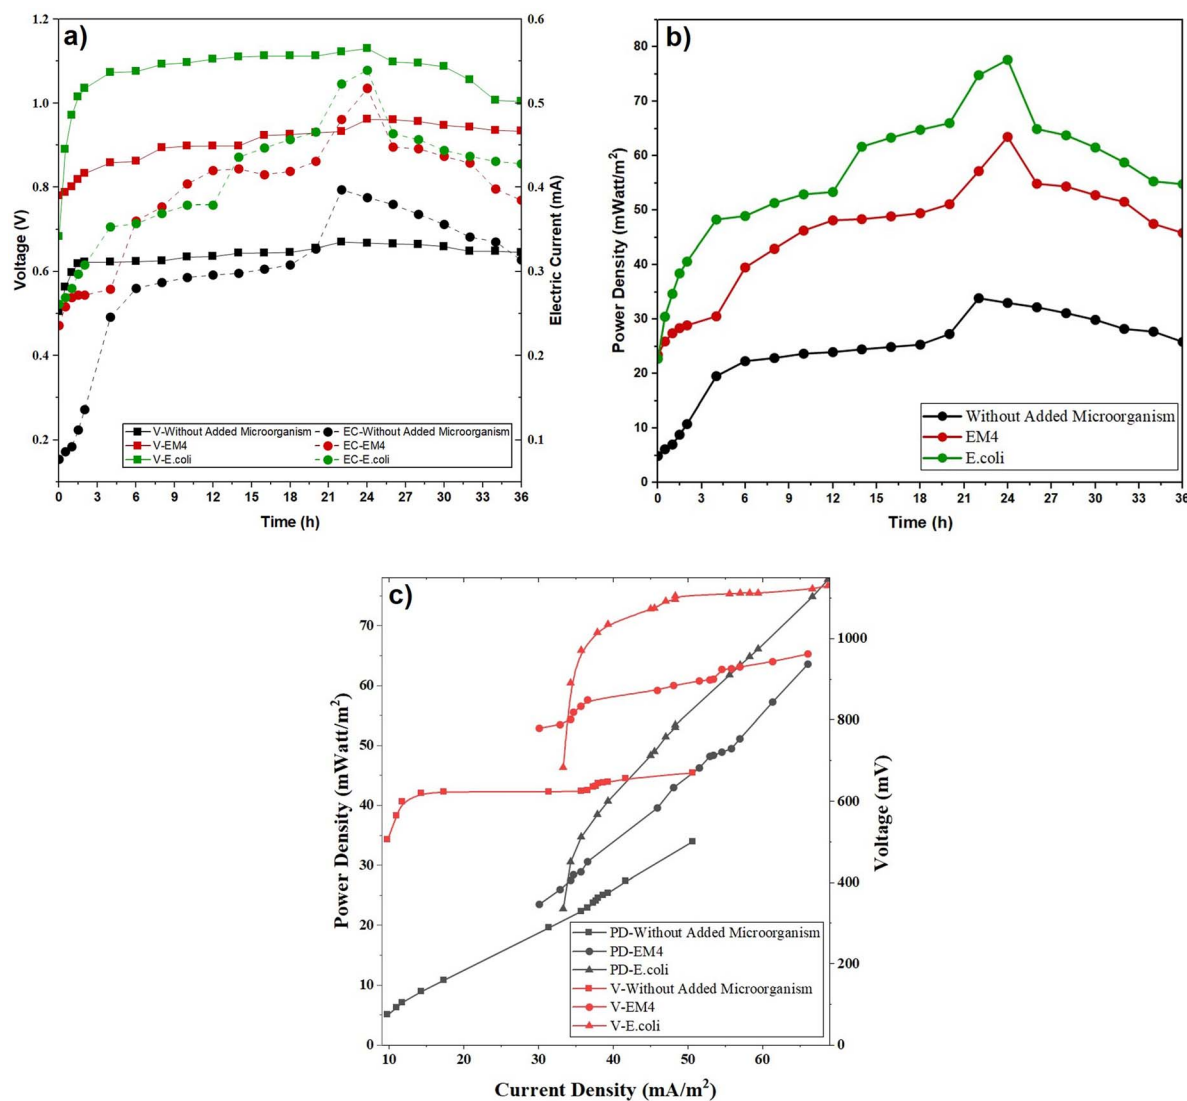 a)
1.2
1.0
0.8
0.6
0.4
0.2
Voltage (V)
0.6
0.5
0.4
0.3
0.2
0.1
Electric Current (mA)
V-Without Added Microorganism
V-EM4
V-E.coli
EC-Without Added Microorganism
EC-EM4
EC-E.coli
0 3 6 9 12 15 18 21 24 27 30 33 36
Time (h)
b)
80
70
60
50
40
30
20
10
0
Power Density (mWatt/m²)
Without Added Microorganism
EM4
E.coli
0 3 6 9 12 15 18 21 24 27 30 33 36
Time (h)
c)
70
60
50
40
30
20
10
0
Power Density (mWatt/m²)
1000
800
600
400
200
0
Voltage (mV)
PD-Without Added Microorganism
PD-EM4
PD-E.coli
V-Without Added Microorganism
V-EM4
V-E.coli
10 20 30 40 50 60
Current Density (mA/m²)